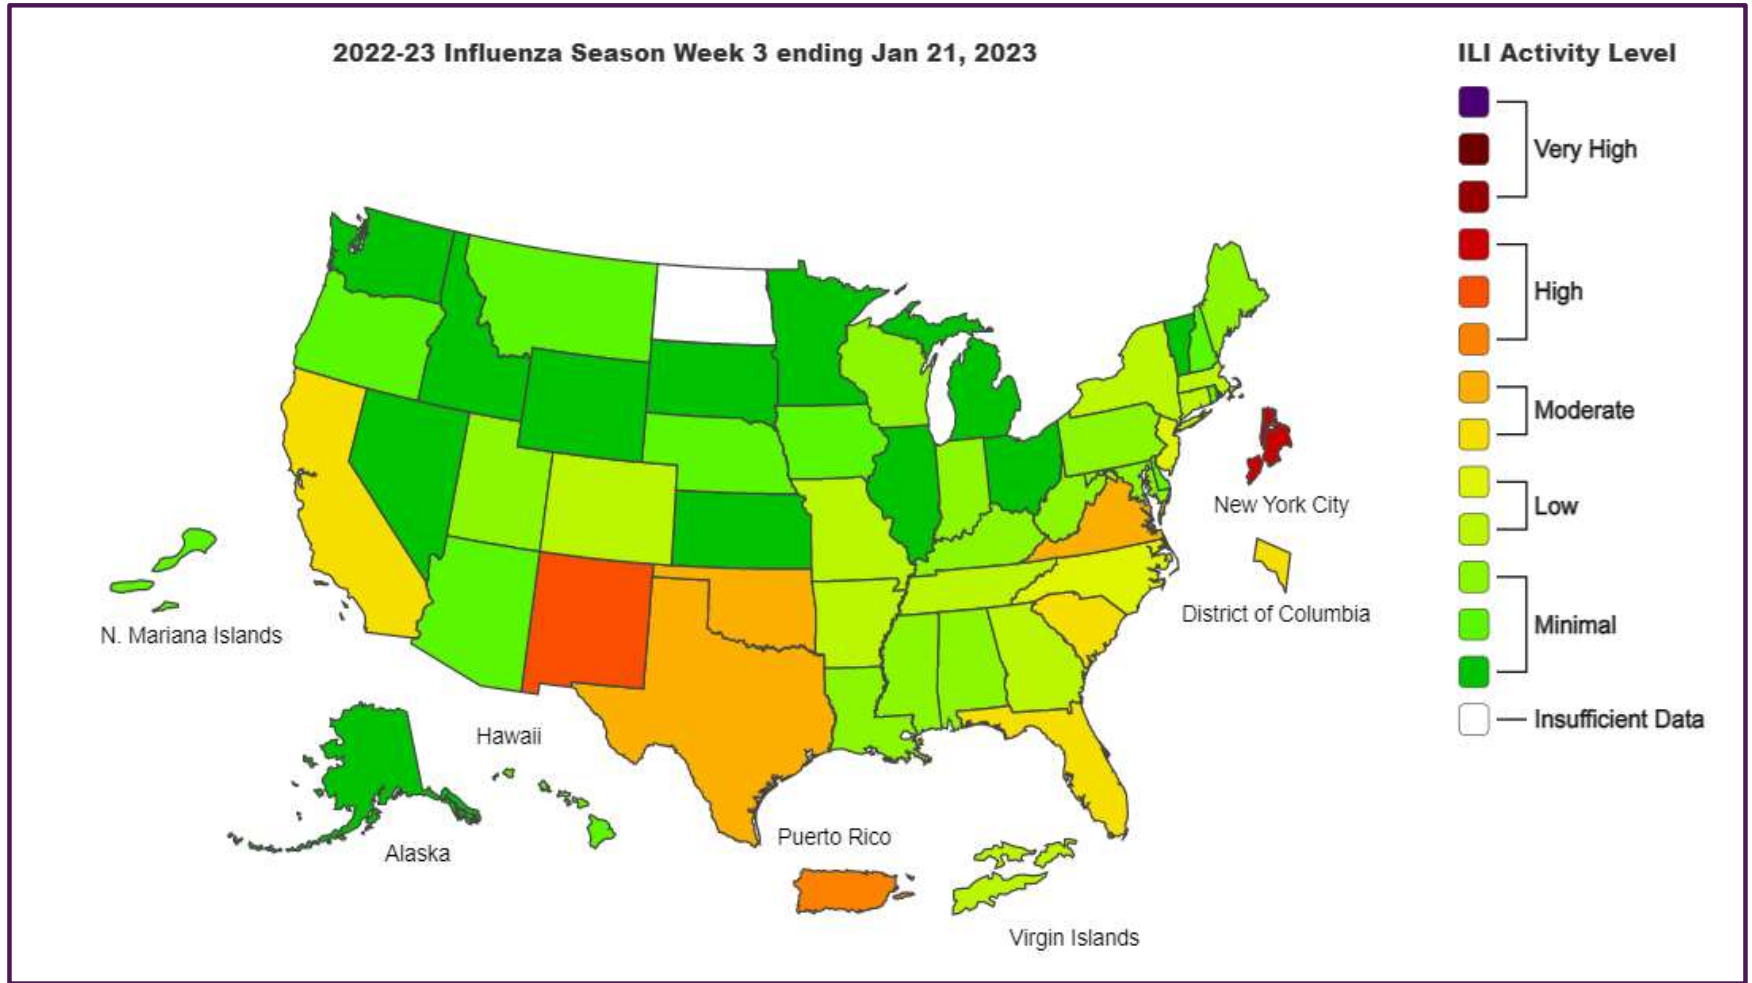 2022-23 Influenza Season Week 3 ending Jan 21, 2023
ILI Activity Level
Very High
High
Moderate
Low
Minimal
Insufficient Data
New York City
District of Columbia
N. Mariana Islands
Hawaii
Alaska
Puerto Rico
Virgin Islands